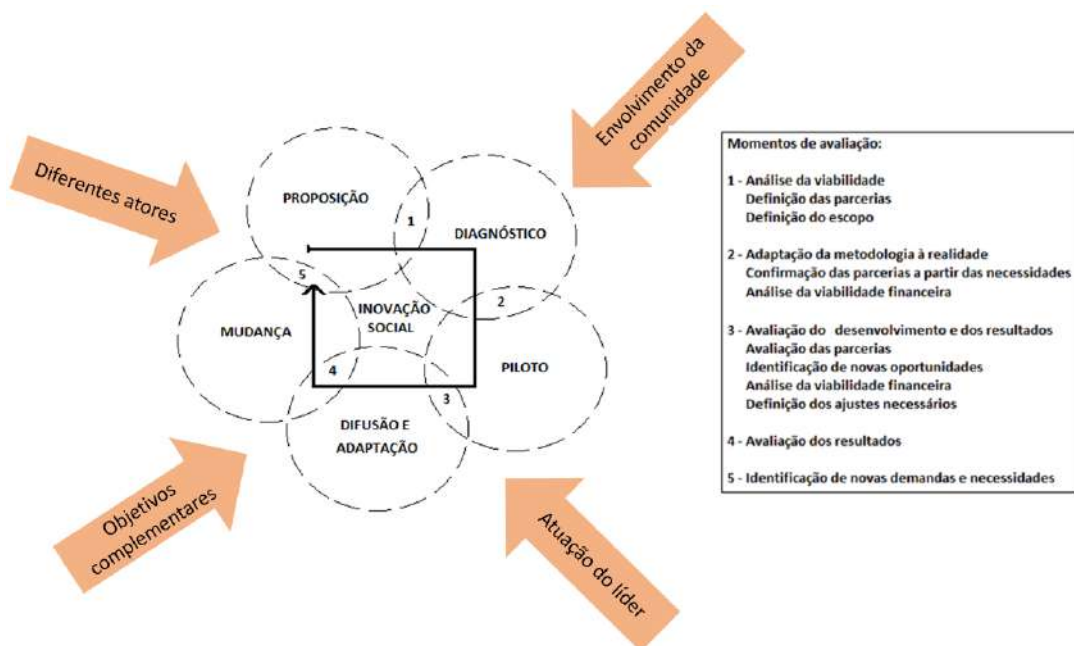 Envolvimento da
comunidade
Diferentes atores
PROPOSIÇÃO
1
DIAGNÓSTICO
5
2
INOVAÇÃO
SOCIAL
MUDANÇA
4
PILOTO
3
DIFUSÃO E
ADAPTAÇÃO
Objetivos
complementares
Atuação do líder
Momentos de avaliação:
1 - Análise da viabilidade
Definição das parcerias
Definição do escopo
2 - Adaptação da metodologia à realidade
Confirmação das parcerias a partir das necessidades
Análise da viabilidade financeira
3 - Avaliação do desenvolvimento e dos resultados
Avaliação das parcerias
Identificação de novas oportunidades
Análise da viabilidade financeira
Definição dos ajustes necessários
4 - Avaliação dos resultados
5 - Identificação de novas demandas e necessidades